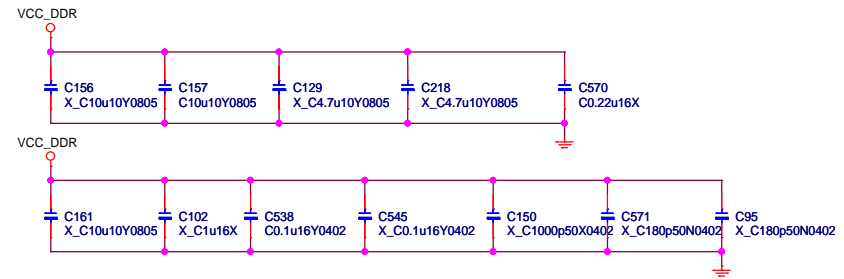 VCC_DDR
C156
X_C10u10Y0805
C157
C10u10Y0805
C129
X_C4.7u10Y0805
C218
X_C4.7u10Y0805
C570
C0.22u16X
VCC_DDR
C161
X_C10u10Y0805
C102
X_C1u16X
C538
C0.1u16Y0402
C545
X_C0.1u16Y0402
C150
X_C1000p50X0402
C571
X_C180p50N0402
C95
X_C180p50N0402